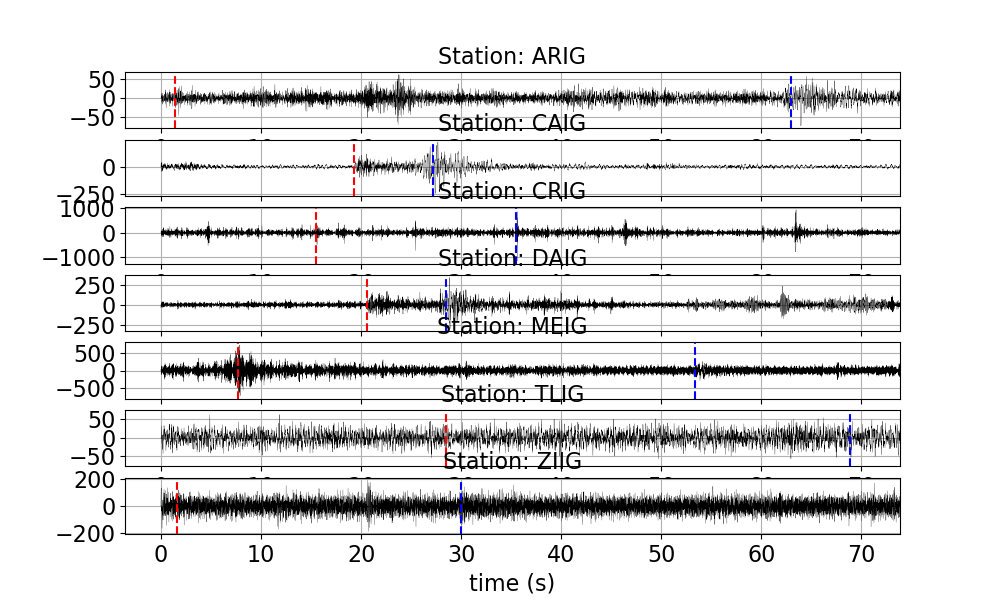 Station: ARIG
50
0
−50
Station: CAIG
0
−250
Station: CRIG
1000
0
−1000
Station: DAIG
250
0
−250
Station: MEIG
500
0
−500
Station: TLIG
50
0
−50
Station: ZIIG
200
0
−200
0 10 20 30 40 50 60 70
time (s)